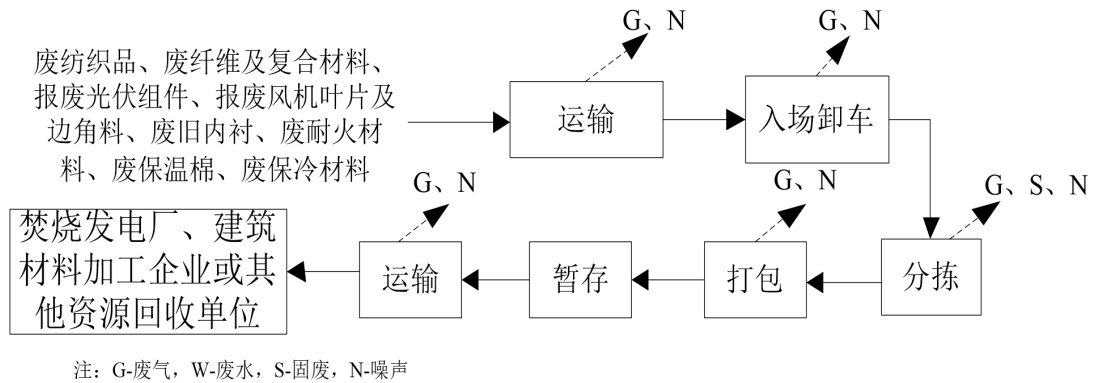 废纺织品、废纤维及复合材料、
报废光伏组件、报废风机叶片及
边角料、废旧内衬、废耐火材
料、废保温棉、废保冷材料
运输
G、N
入场卸车
G、N
分拣
G、S、N
打包
G、N
暂存
运输
G、N
焚烧发电厂、建筑
材料加工企业或其
他资源回收单位
注：G-废气，W-废水，S-固废，N-噪声